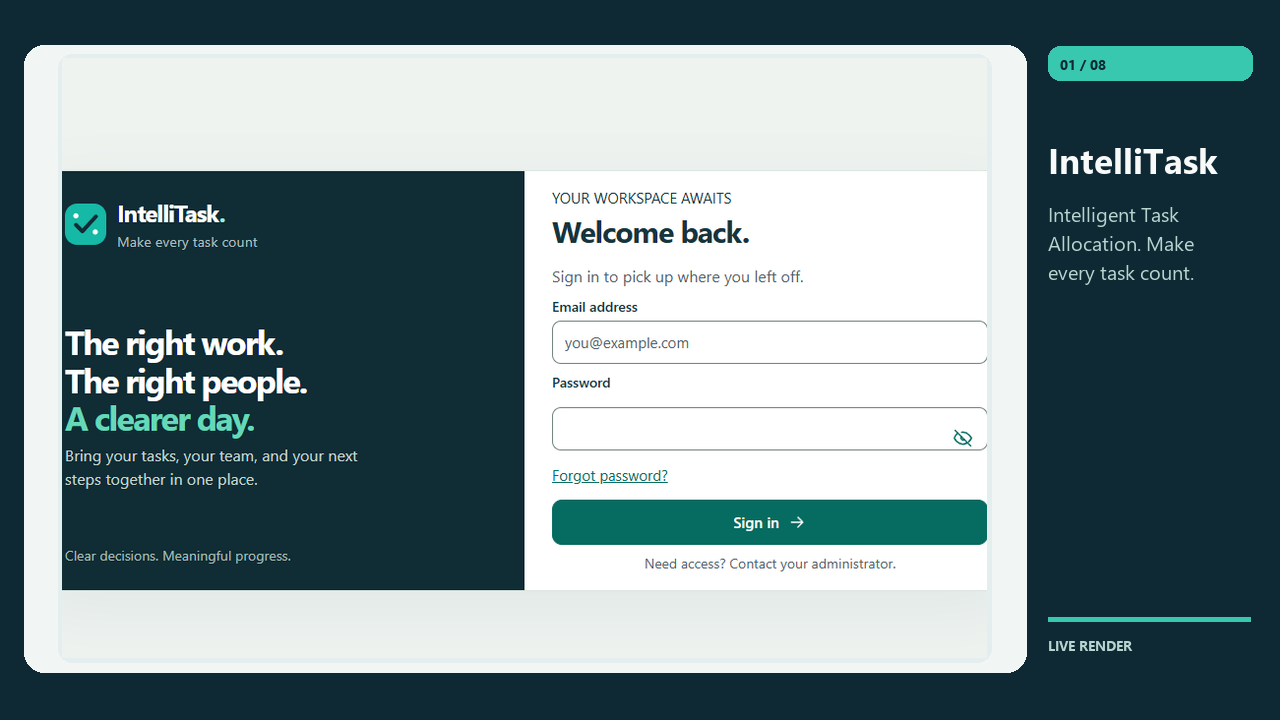 IntelliTask.
Make every task count
The right work.
The right people.
A clearer day.
Bring your tasks, your team, and your next
steps together in one place.
Clear decisions. Meaningful progress.
YOUR WORKSPACE AWAITS
Welcome back.
Sign in to pick up where you left off.
Email address
you@example.com
Password
Forgot password?
Sign in
Need access? Contact your administrator.
01 / 08
IntelliTask
Intelligent Task
Allocation. Make
every task count.
LIVE RENDER